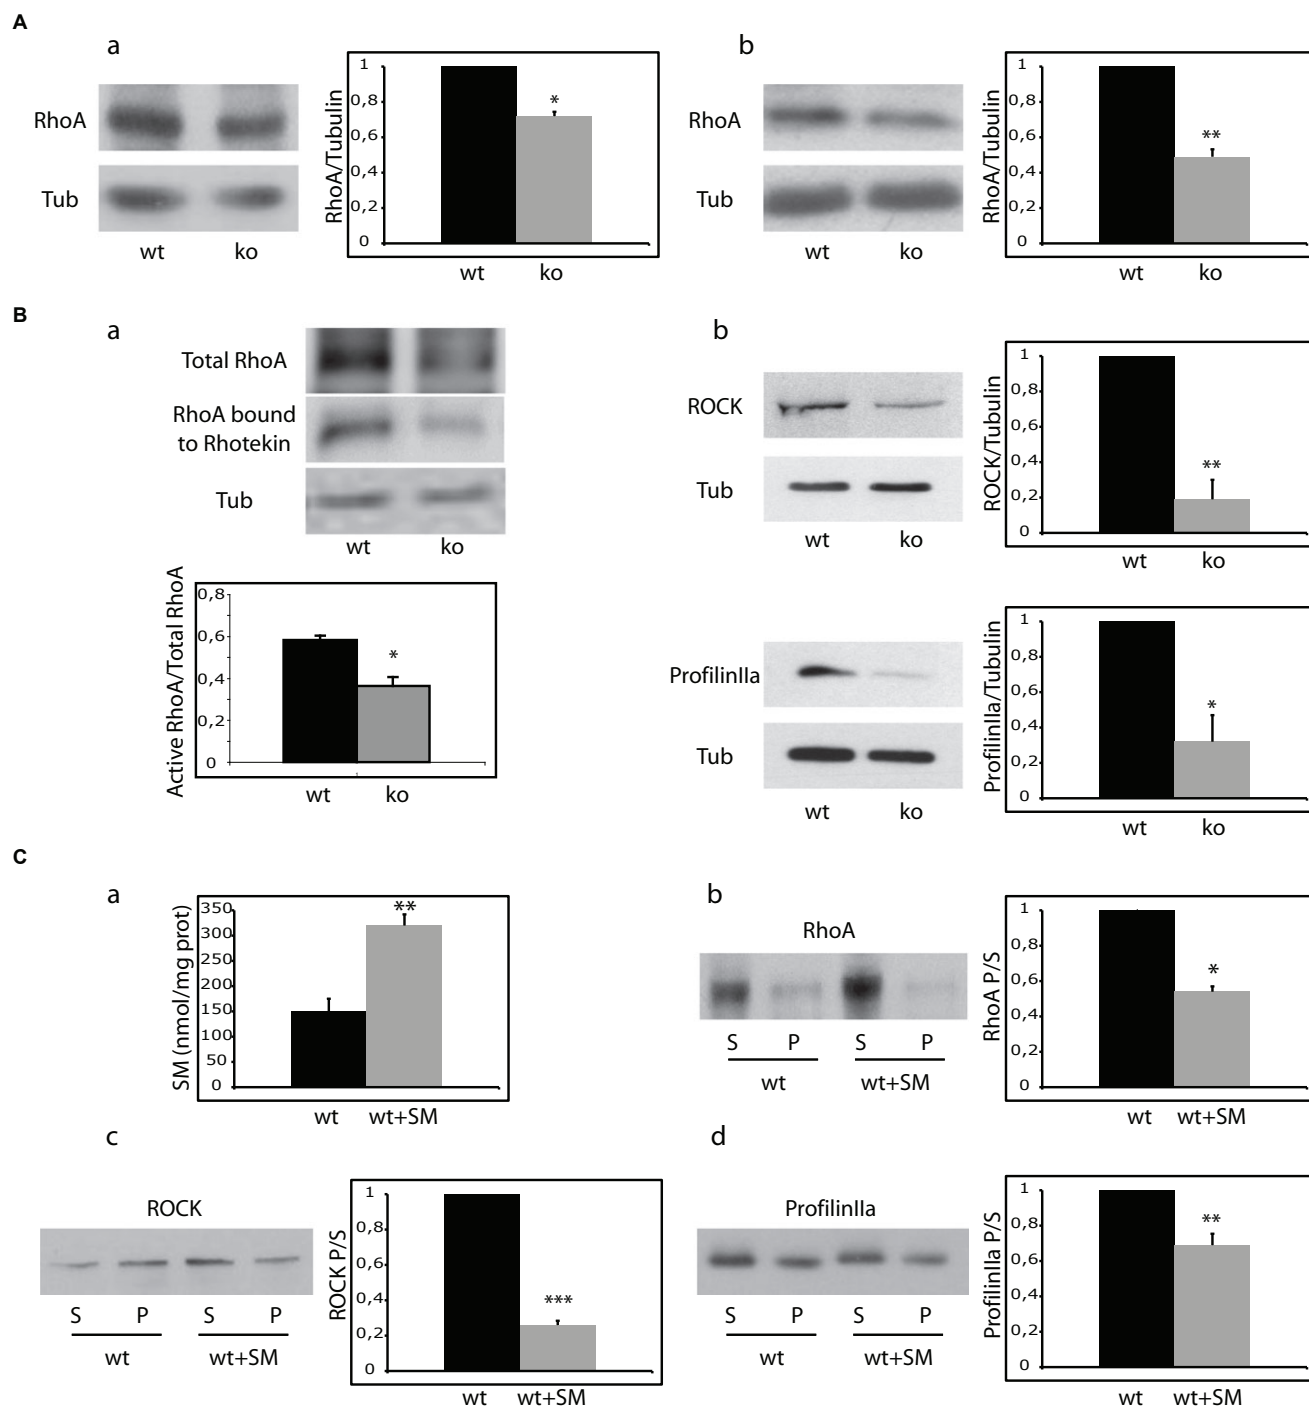 A
a
RhoA
Tub
wt ko
RhoA/Tubulin
1
0,8
0,6
0,4
0,2
0
*
wt ko
b
RhoA
Tub
wt ko
RhoA/Tubulin
1
0,8
0,6
0,4
0,2
0
**
wt ko
B
a
Total RhoA
RhoA bound
to Rhotekin
Tub
wt ko
Active RhoA/Total RhoA
0,8
0,6
0,4
0,2
0
*
wt ko
b
ROCK
Tub
wt ko
ROCK/Tubulin
1
0,8
0,6
0,4
0,2
0
**
wt ko
ProfilinIIa
Tub
wt ko
ProfilinIIa/Tubulin
1
0,8
0,6
0,4
0,2
0
*
wt ko
C
a
SM (nmol/mg prot)
350
300
250
200
150
100
50
0
**
wt wt+SM
b
RhoA
S P S P
wt wt+SM
RhoA P/S
1
0,8
0,6
0,4
0,2
0
*
wt wt+SM
c
ROCK
S P S P
wt wt+SM
ROCK P/S
1
0,8
0,6
0,4
0,2
0
***
wt wt+SM
d
ProfilinIIa
S P S P
wt wt+SM
ProfilinIIa P/S
1
0,8
0,6
0,4
0,2
0
**
wt wt+SM